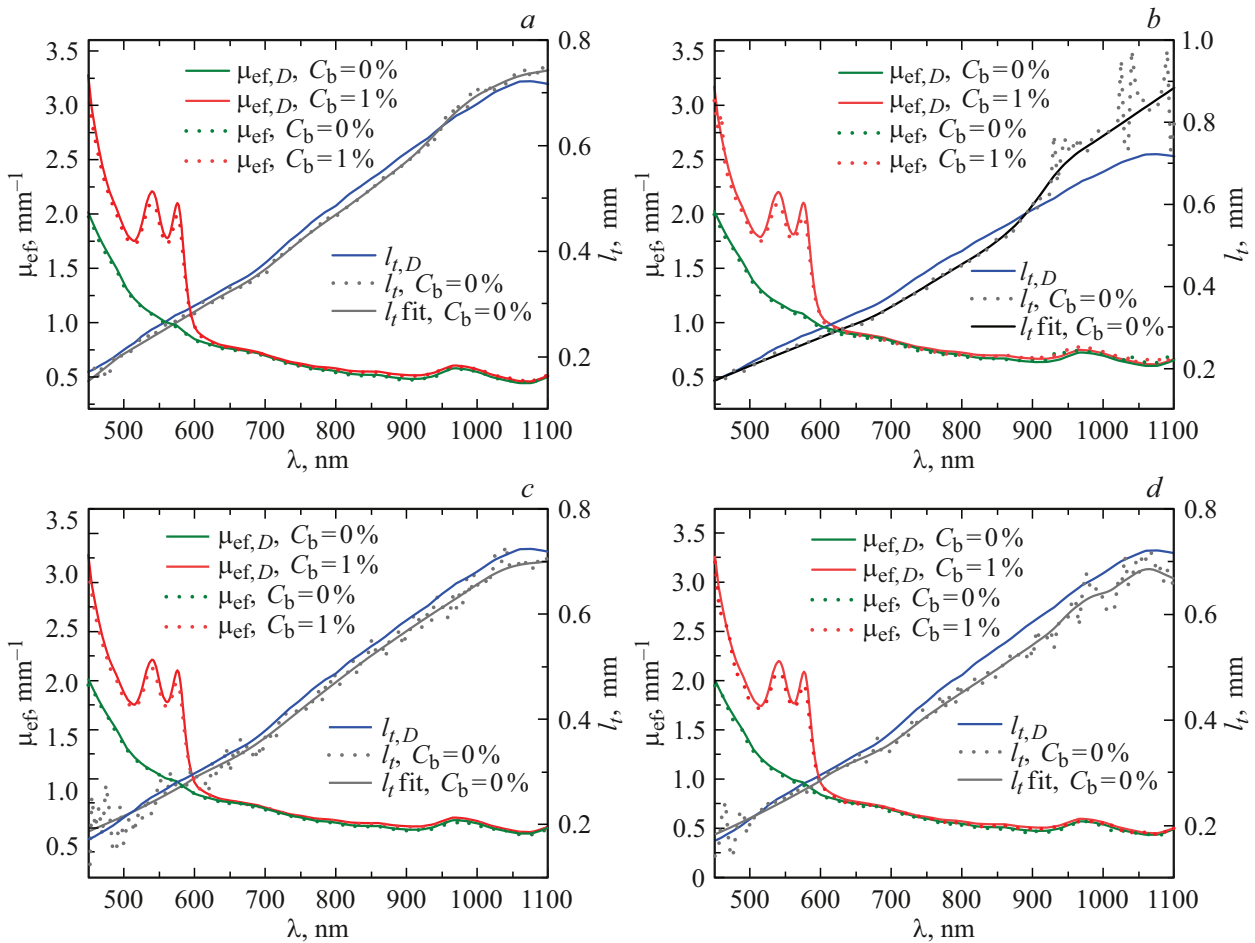 a
3.5
3.0
2.5
2.0
1.5
1.0
0.5
μef, mm−1
μef,D, Cb=0%
μef,D, Cb=1%
μef, Cb=0%
μef, Cb=1%
lt,D
lt, Cb=0%
lt fit, Cb=0%
0.8
0.6
0.4
0.2
lt, mm
500 600 700 800 900 1000 1100
λ, nm
b
3.5
3.0
2.5
2.0
1.5
1.0
0.5
μef, mm−1
μef,D, Cb=0%
μef,D, Cb=1%
μef, Cb=0%
μef, Cb=1%
lt,D
lt, Cb=0%
lt fit, Cb=0%
1.0
0.8
0.6
0.4
0.2
lt, mm
500 600 700 800 900 1000 1100
λ, nm
c
3.5
3.0
2.5
2.0
1.5
1.0
0.5
μef, mm−1
μef,D, Cb=0%
μef,D, Cb=1%
μef, Cb=0%
μef, Cb=1%
lt,D
lt, Cb=0%
lt fit, Cb=0%
0.8
0.6
0.4
0.2
lt, mm
500 600 700 800 900 1000 1100
λ, nm
d
3.5
3.0
2.5
2.0
1.5
1.0
0.5
0
μef, mm−1
μef,D, Cb=0%
μef,D, Cb=1%
μef, Cb=0%
μef, Cb=1%
lt,D
lt, Cb=0%
lt fit, Cb=0%
0.8
0.6
0.4
0.2
lt, mm
500 600 700 800 900 1000 1100
λ, nm